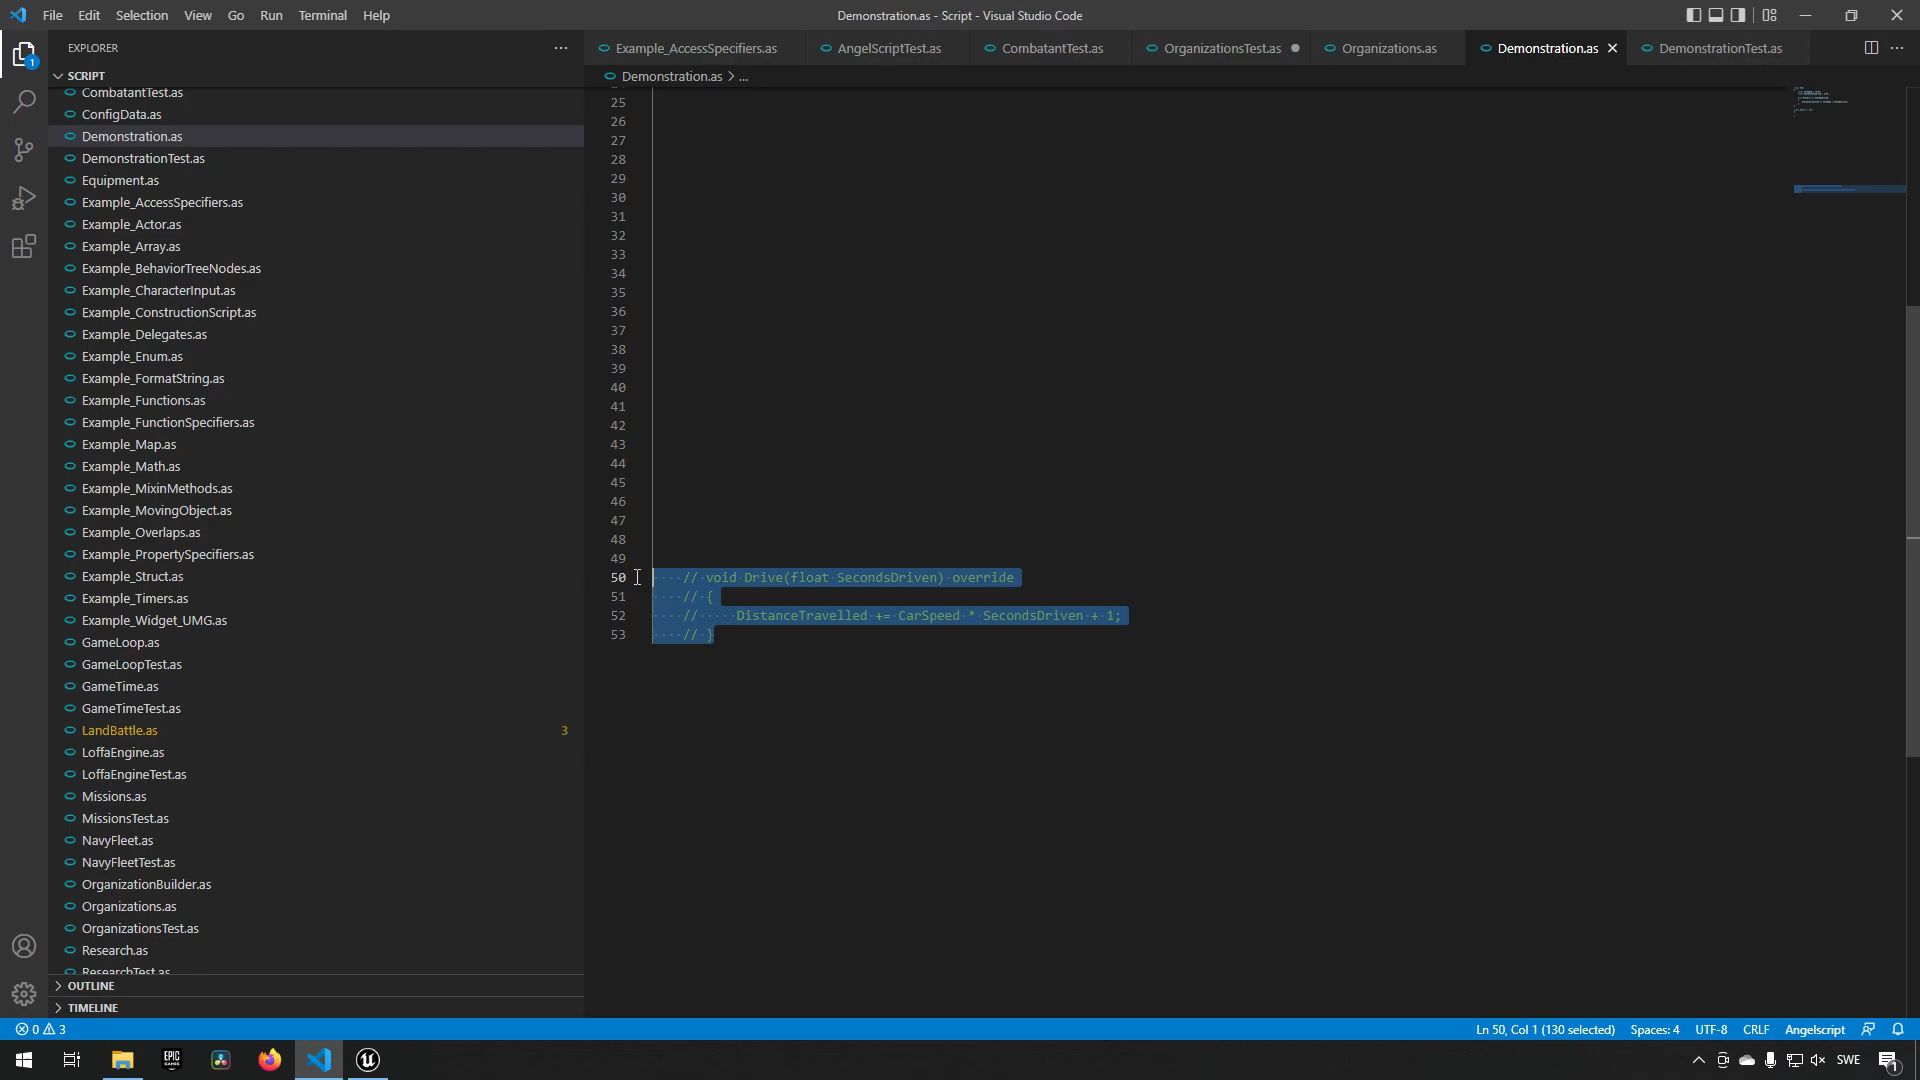 File Edit Selection View Go Run Terminal Help
Demonstration.as - Script - Visual Studio Code
EXPLORER
Example_AccessSpecifiers.as AngelScriptTest.as CombatantTest.as OrganizationsTest.as Organizations.as Demonstration.as DemonstrationTest.as
SCRIPT
Demonstration.as > ...
CombatantTest.as
ConfigData.as
Demonstration.as
DemonstrationTest.as
Equipment.as
Example_AccessSpecifiers.as
Example_Actor.as
Example_Array.as
Example_BehaviorTreeNodes.as
Example_CharacterInput.as
Example_ConstructionScript.as
Example_Delegates.as
Example_Enum.as
Example_FormatString.as
Example_Functions.as
Example_FunctionSpecifiers.as
Example_Map.as
Example_Math.as
Example_MixinMethods.as
Example_MovingObject.as
Example_Overlaps.as
Example_PropertySpecifiers.as
Example_Struct.as
Example_Timers.as
Example_Widget_UMG.as
GameLoop.as
GameLoopTest.as
GameTime.as
GameTimeTest.as
LandBattle.as 3
LoffaEngine.as
LoffaEngineTest.as
Missions.as
MissionsTest.as
NavyFleet.as
NavyFleetTest.as
OrganizationBuilder.as
Organizations.as
OrganizationsTest.as
Research.as
ResearchTest.as
OUTLINE
TIMELINE
25
26
27
28
29
30
31
32
33
34
35
36
37
38
39
40
41
42
43
44
45
46
47
48
49
50 // void Drive(float SecondsDriven) override
51 // {
52 // DistanceTravelled += CarSpeed * SecondsDriven + 1;
53 // }
0 3
Ln 50, Col 1 (130 selected) Spaces: 4 UTF-8 CRLF Angelscript
1
EPIC GAMES
SWE
1